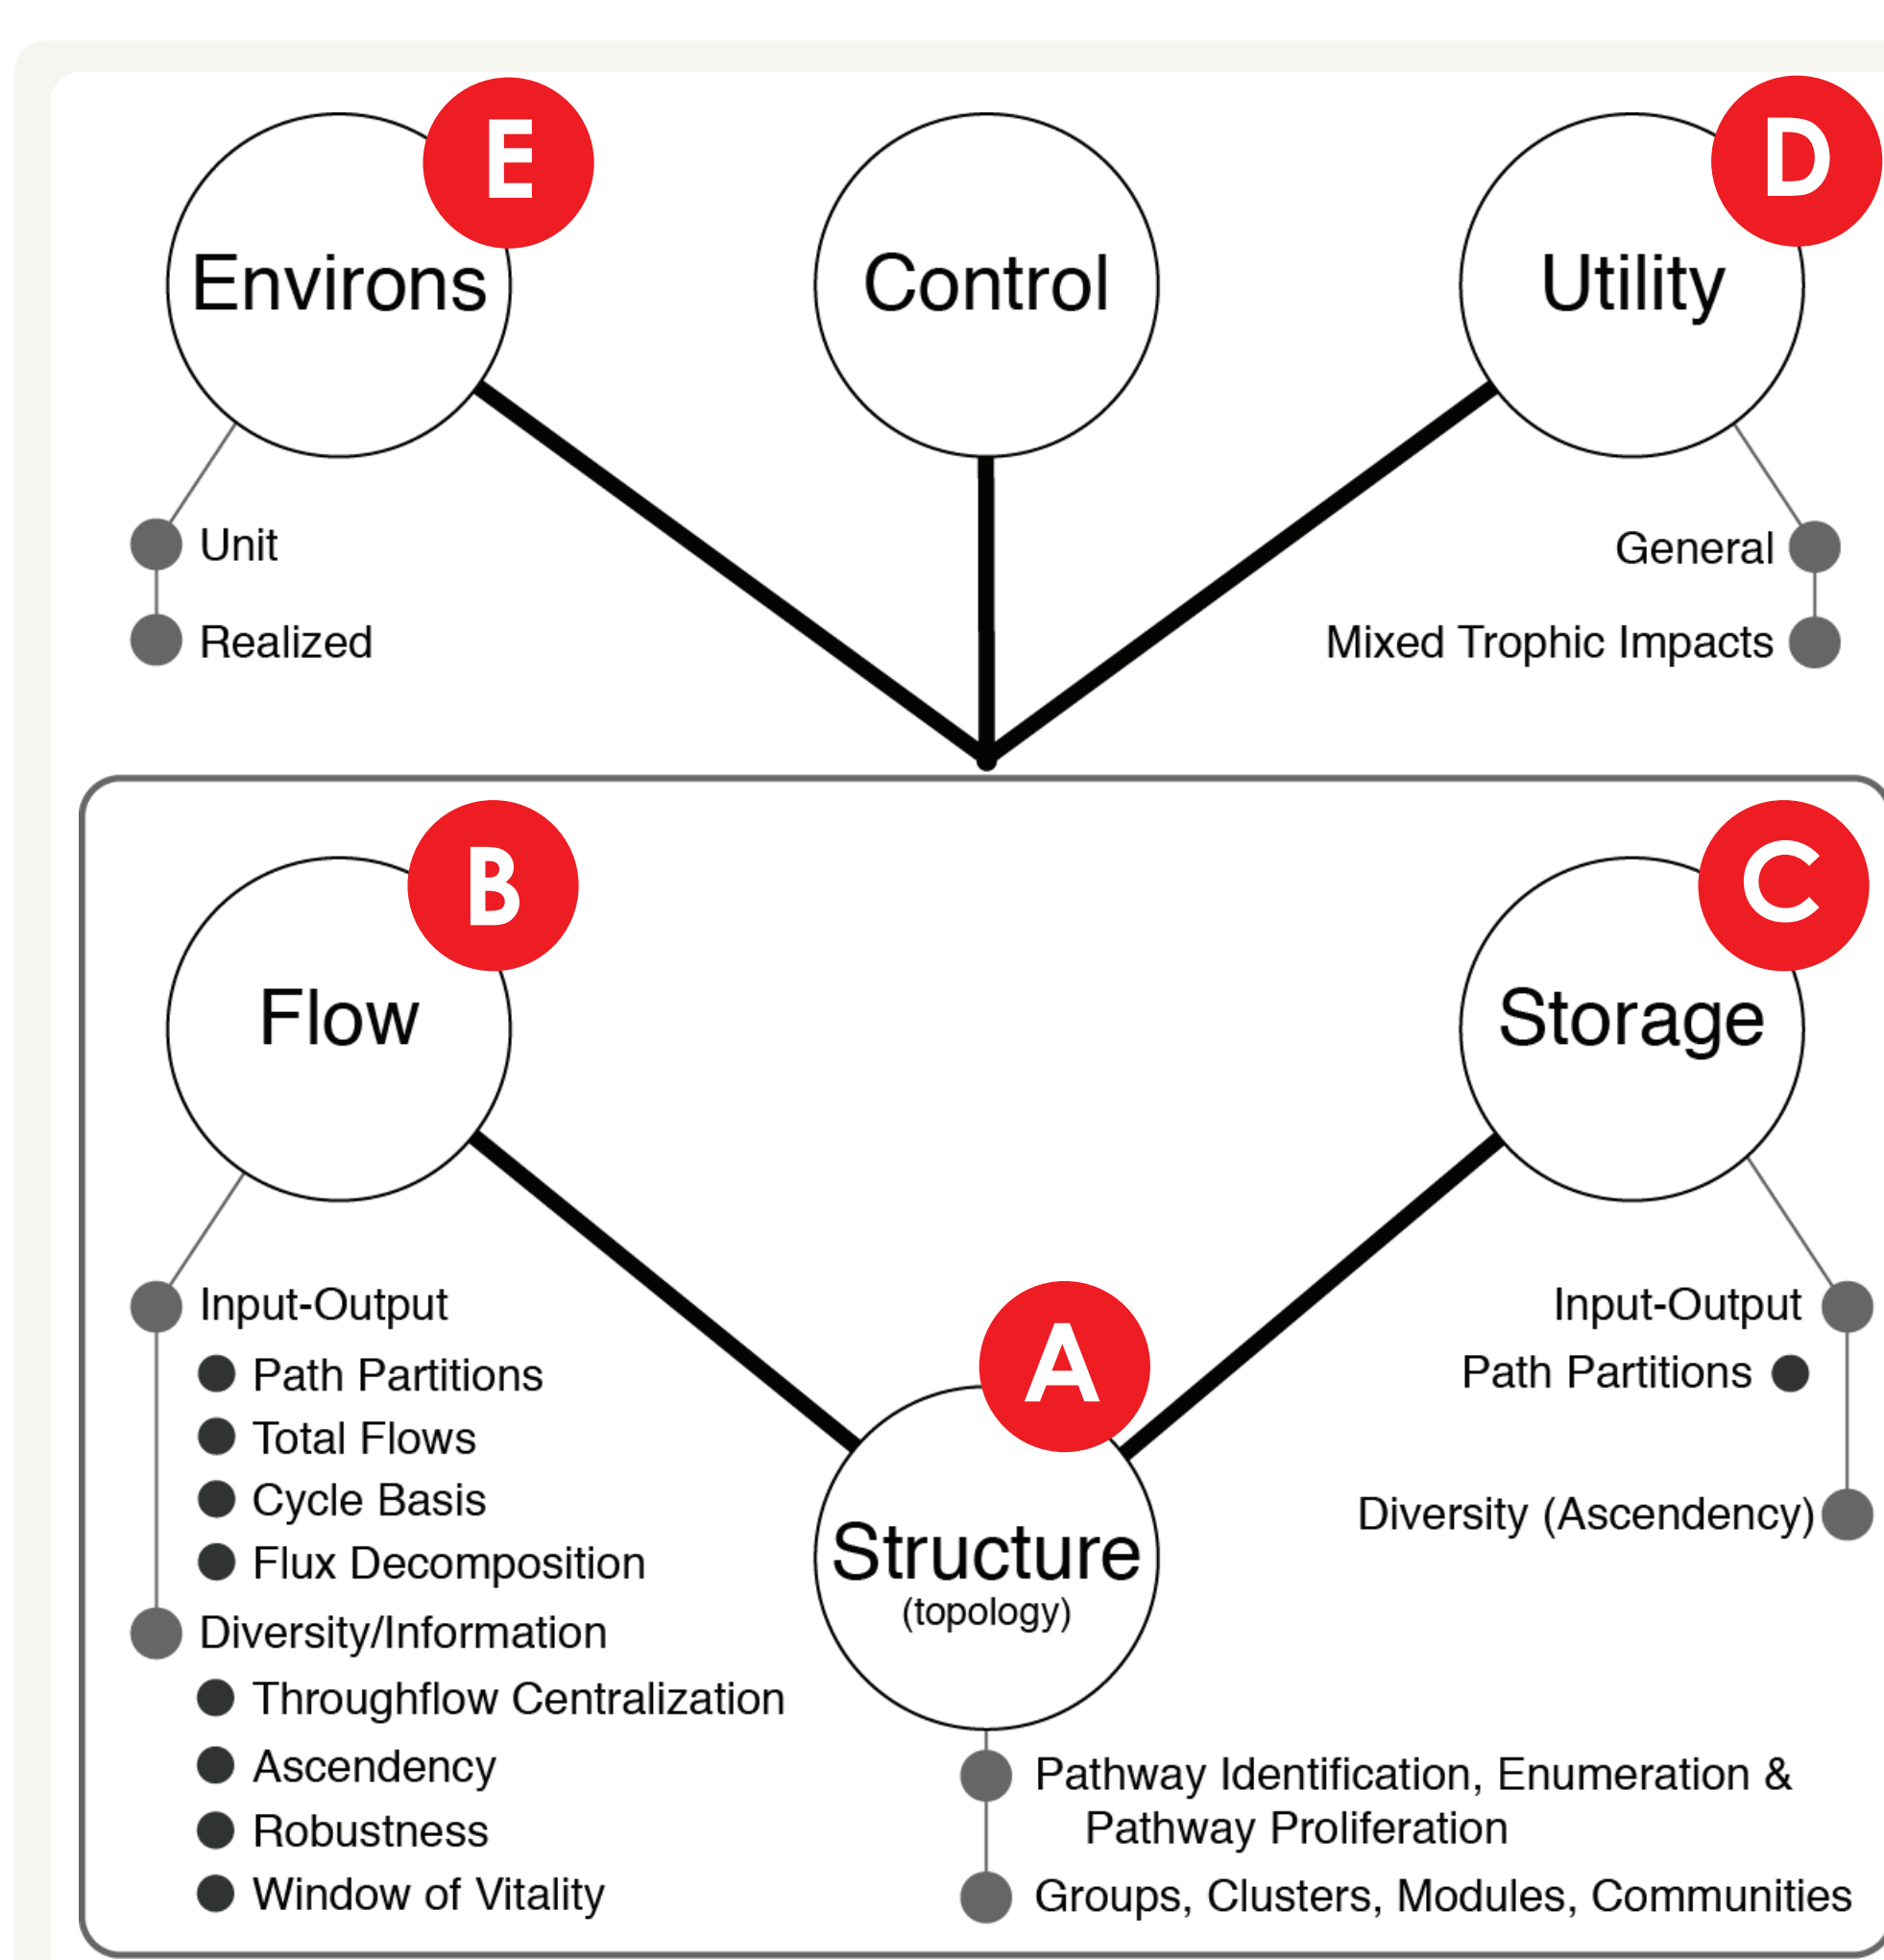 E
D
Environs
Control
Utility
Unit
Realized
General
Mixed Trophic Impacts
B
C
Flow
Storage
Input-Output
Path Partitions
Total Flows
Cycle Basis
Flux Decomposition
Diversity/Information
Throughflow Centralization
Ascendency
Robustness
Window of Vitality
A
Structure
(topology)
Input-Output
Path Partitions
Diversity (Ascendency)
Pathway Identification, Enumeration &
Pathway Proliferation
Groups, Clusters, Modules, Communities